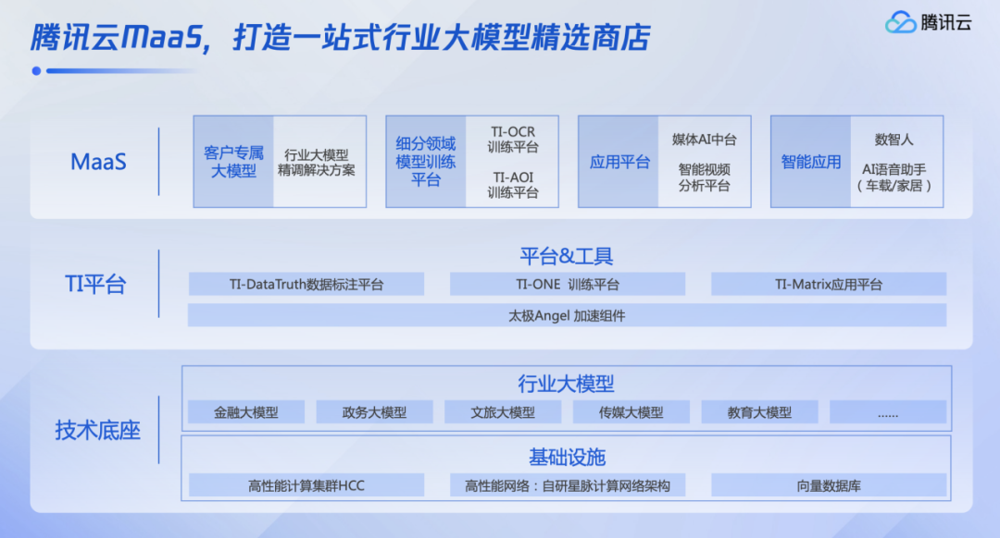 腾讯云MaaS，打造一站式行业大模型精选商店
腾讯云
MaaS
客户专属
大模型
行业大模型
精调解决方案
细分领域
模型训练
平台
TI-OCR
训练平台
TI-AOI
训练平台
应用平台
媒体AI中台
智能视频
分析平台
智能应用
数智人
AI语音助手
（车载/家居）
TI平台
平台&工具
TI-DataTruth数据标注平台
TI-ONE 训练平台
TI-Matrix应用平台
太极Angel 加速组件
技术底座
行业大模型
金融大模型
政务大模型
文旅大模型
传媒大模型
教育大模型
......
基础设施
高性能计算集群HCC
高性能网络：自研星脉计算网络架构
向量数据库